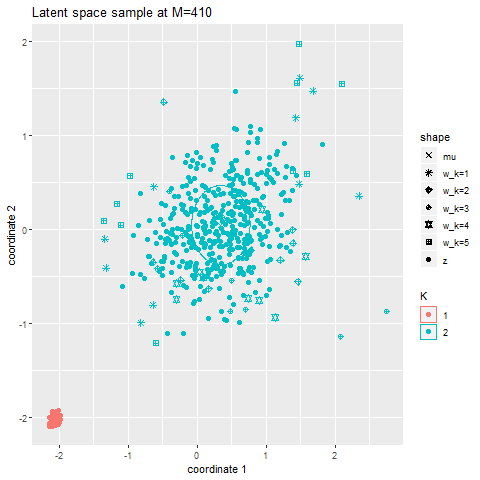 Latent space sample at M=410
coordinate 2
2
1
0
-1
-2
-2
-1
0
1
2
coordinate 1
shape
mu
w_k=1
w_k=2
w_k=3
w_k=4
w_k=5
z
K
1
2